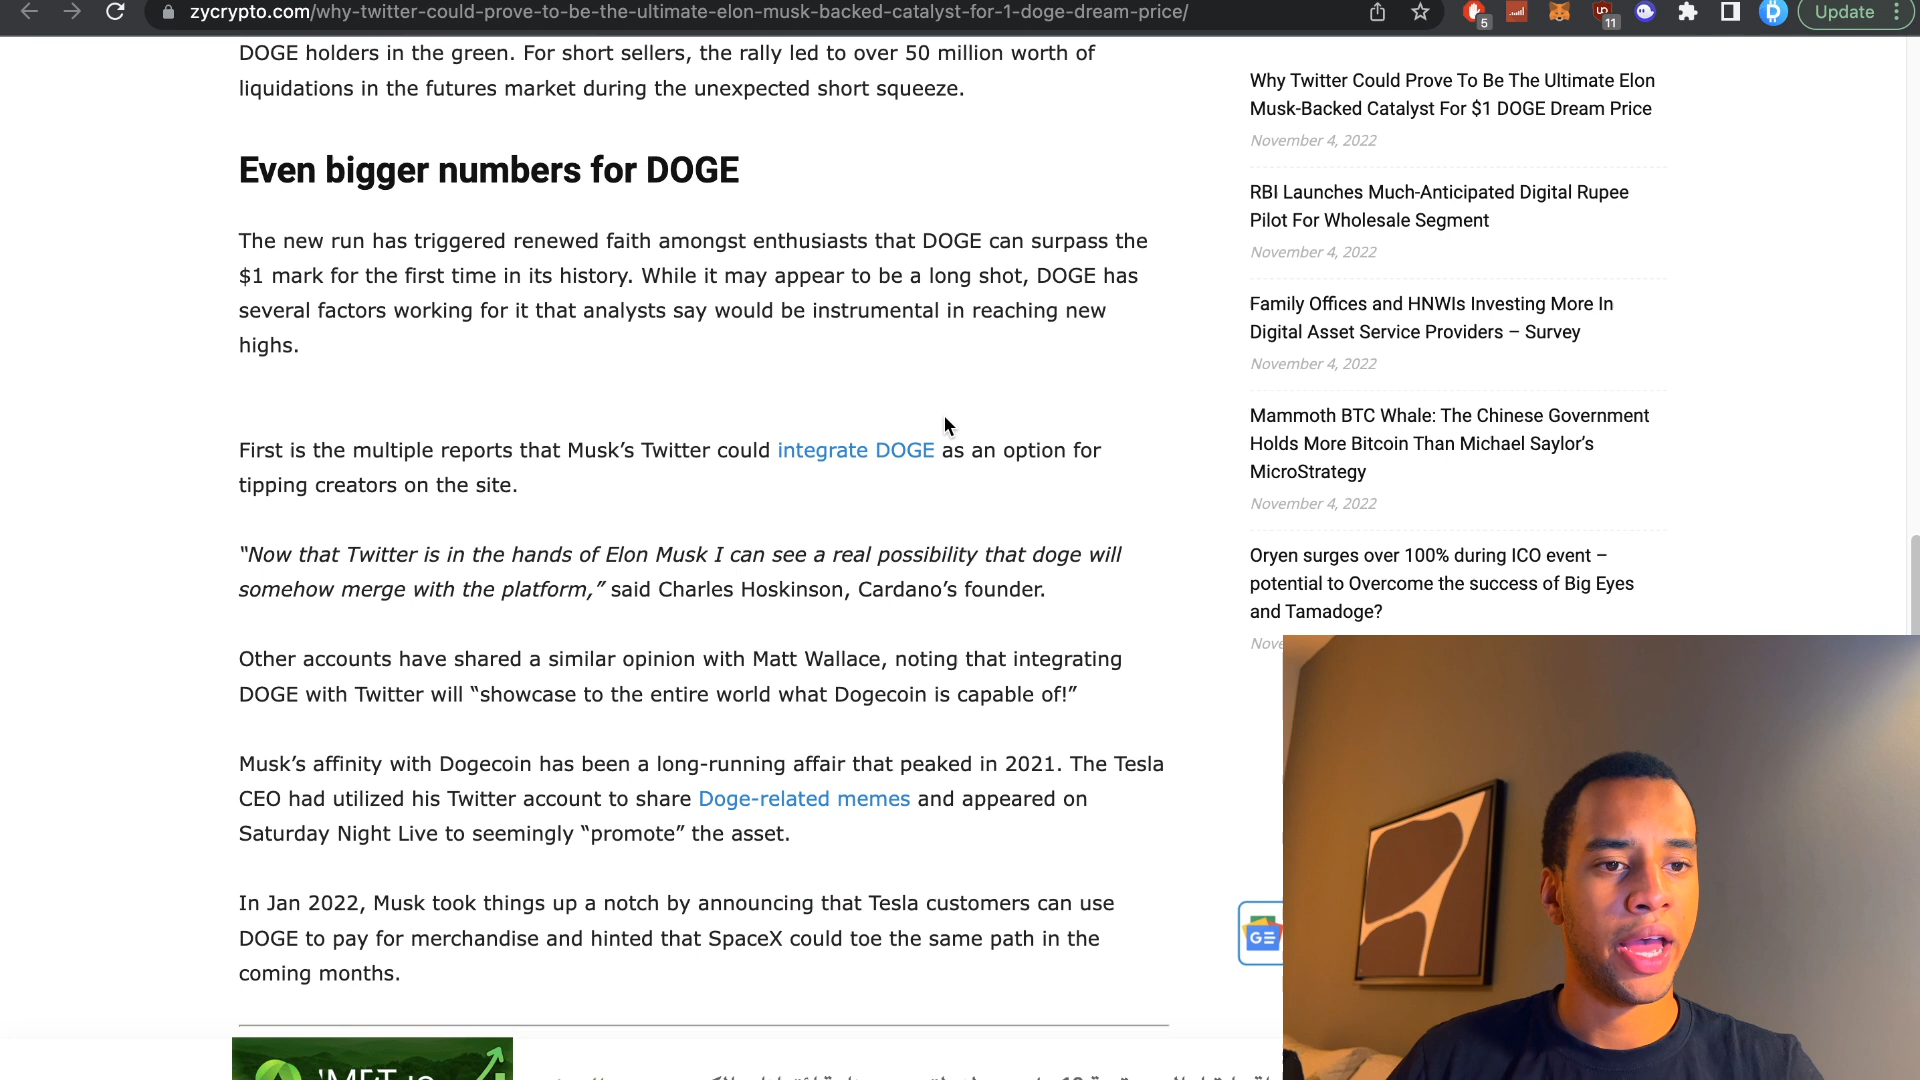 zycrypto.com/why-twitter-could-prove-to-be-the-ultimate-elon-musk-backed-catalyst-for-1-doge-dream-price/
5
11
Update
DOGE holders in the green. For short sellers, the rally led to over 50 million worth of
liquidations in the futures market during the unexpected short squeeze.
Even bigger numbers for DOGE
The new run has triggered renewed faith amongst enthusiasts that DOGE can surpass the
$1 mark for the first time in its history. While it may appear to be a long shot, DOGE has
several factors working for it that analysts say would be instrumental in reaching new
highs.
First is the multiple reports that Musk’s Twitter could integrate DOGE as an option for
tipping creators on the site.
“Now that Twitter is in the hands of Elon Musk I can see a real possibility that doge will
somehow merge with the platform,” said Charles Hoskinson, Cardano’s founder.
Other accounts have shared a similar opinion with Matt Wallace, noting that integrating
DOGE with Twitter will “showcase to the entire world what Dogecoin is capable of!”
Musk’s affinity with Dogecoin has been a long-running affair that peaked in 2021. The Tesla
CEO had utilized his Twitter account to share Doge-related memes and appeared on
Saturday Night Live to seemingly “promote” the asset.
In Jan 2022, Musk took things up a notch by announcing that Tesla customers can use
DOGE to pay for merchandise and hinted that SpaceX could toe the same path in the
coming months.
Why Twitter Could Prove To Be The Ultimate Elon
Musk-Backed Catalyst For $1 DOGE Dream Price
November 4, 2022
RBI Launches Much-Anticipated Digital Rupee
Pilot For Wholesale Segment
November 4, 2022
Family Offices and HNWIs Investing More In
Digital Asset Service Providers – Survey
November 4, 2022
Mammoth BTC Whale: The Chinese Government
Holds More Bitcoin Than Michael Saylor’s
MicroStrategy
November 4, 2022
Oryen surges over 100% during ICO event –
potential to Overcome the success of Big Eyes
and Tamadoge?
Nove
GE